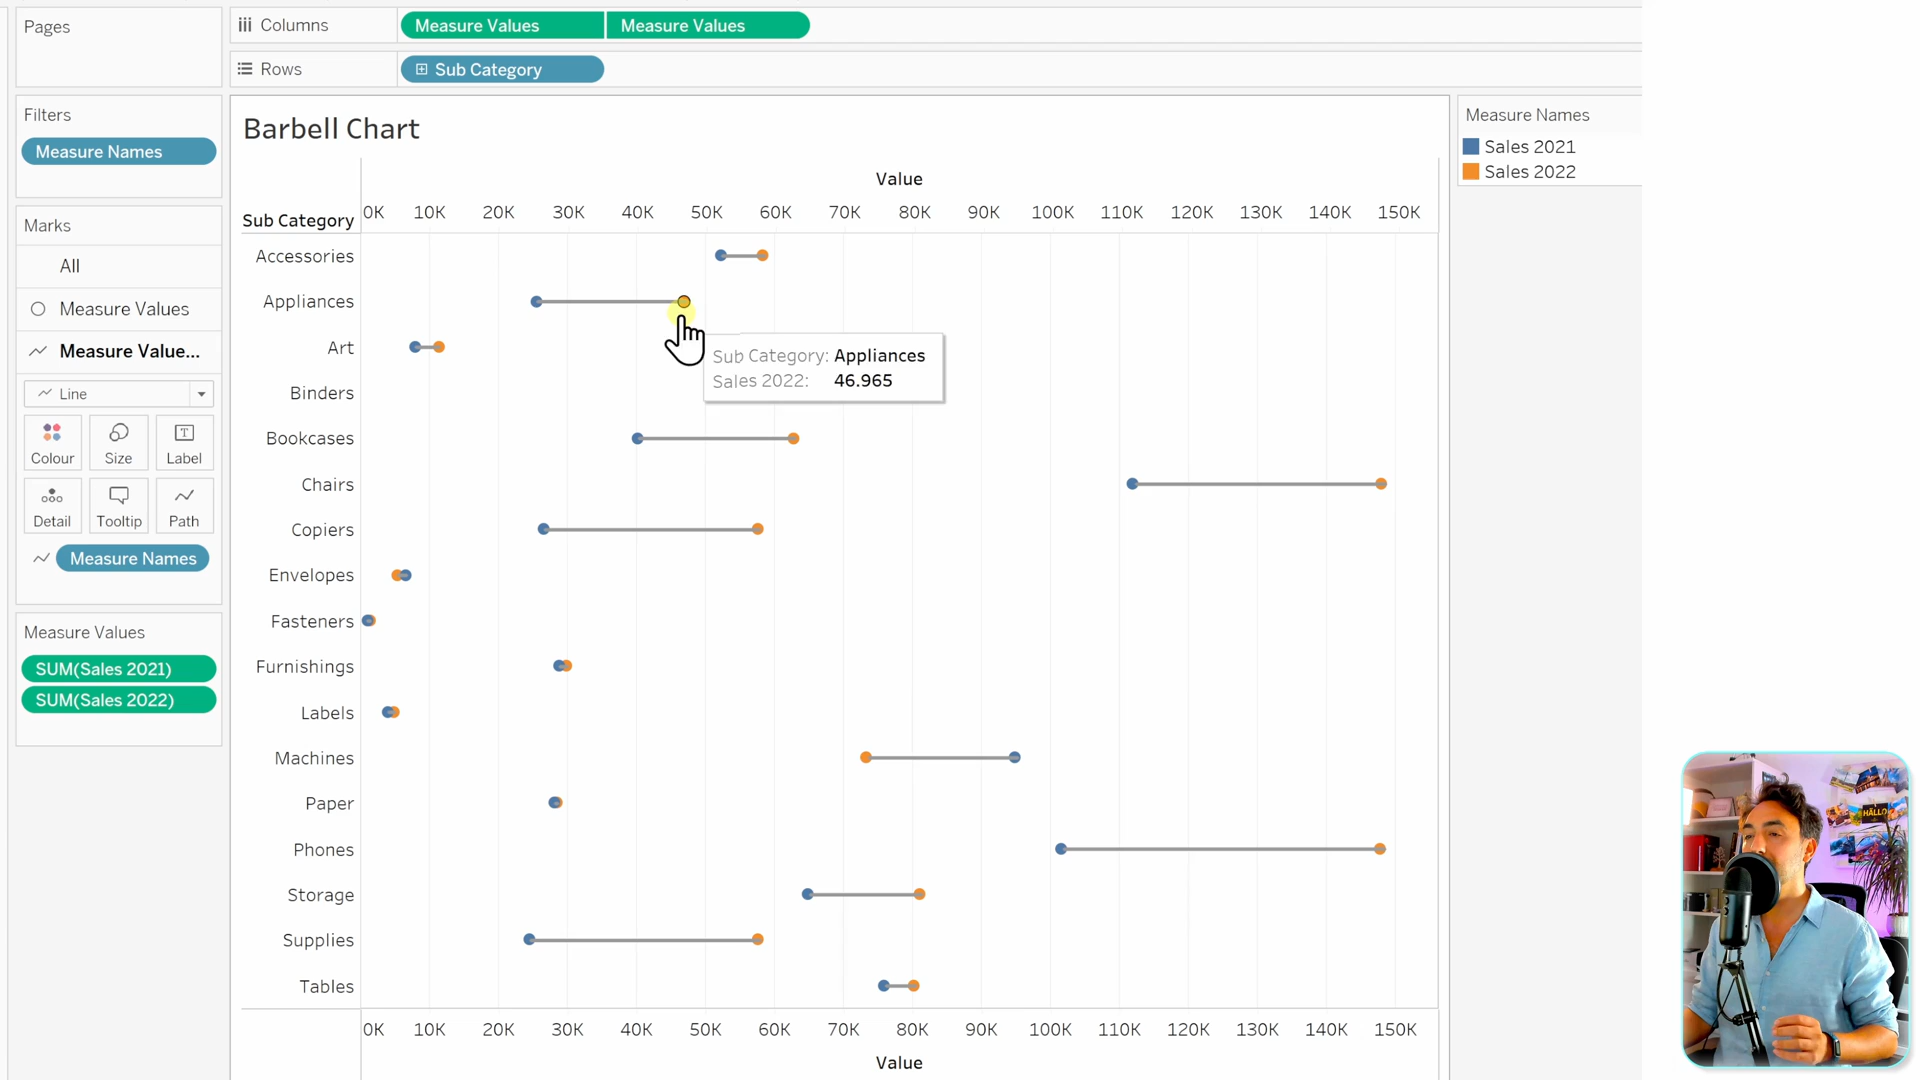 Pages
Columns
Measure Values
Measure Values
Rows
Sub Category
Filters
Measure Names
Marks
All
Measure Values
Measure Value...
Line
Colour
Size
Label
Detail
Tooltip
Path
Measure Names
Measure Values
SUM(Sales 2021)
SUM(Sales 2022)
Barbell Chart
Value
Sub Category
0K 10K 20K 30K 40K 50K 60K 70K 80K 90K 100K 110K 120K 130K 140K 150K
Accessories
Appliances
Art
Binders
Bookcases
Chairs
Copiers
Envelopes
Fasteners
Furnishings
Labels
Machines
Paper
Phones
Storage
Supplies
Tables
Sub Category: Appliances
Sales 2022: 46.965
0K 10K 20K 30K 40K 50K 60K 70K 80K 90K 100K 110K 120K 130K 140K 150K
Value
Measure Names
Sales 2021
Sales 2022
HALLO